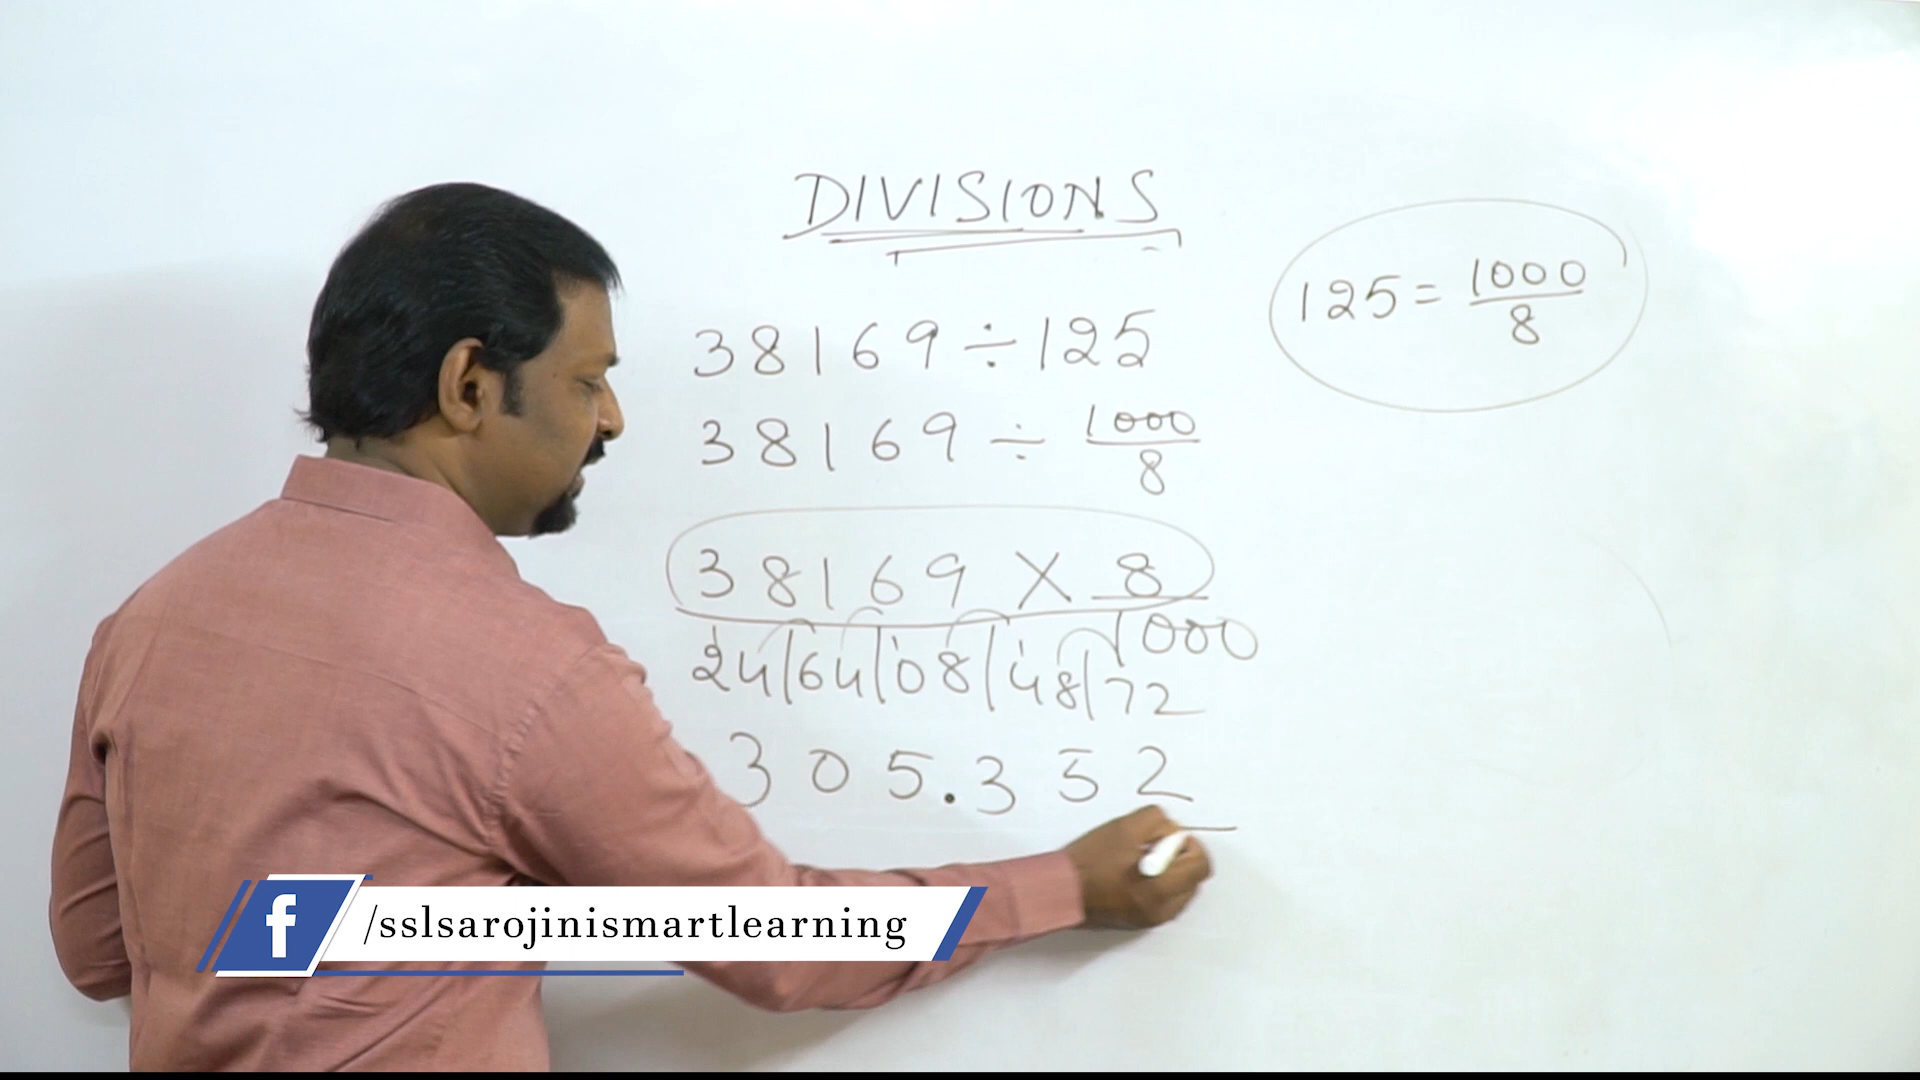 DIVISIONS
125 = 1000/8
38169 ÷ 125
38169 ÷ 1000/8
38169 X 8/1000
24/64/08/48/72
305.352
f /sslsarojinismartlearning